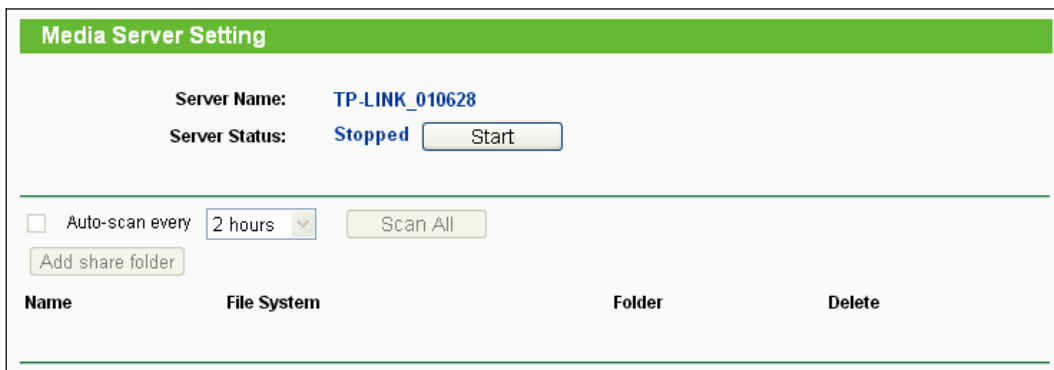 Media Server Setting
Server Name: TP-LINK_010628
Server Status: Stopped Start
Auto-scan every 2 hours Scan All
Add share folder
Name File System Folder Delete